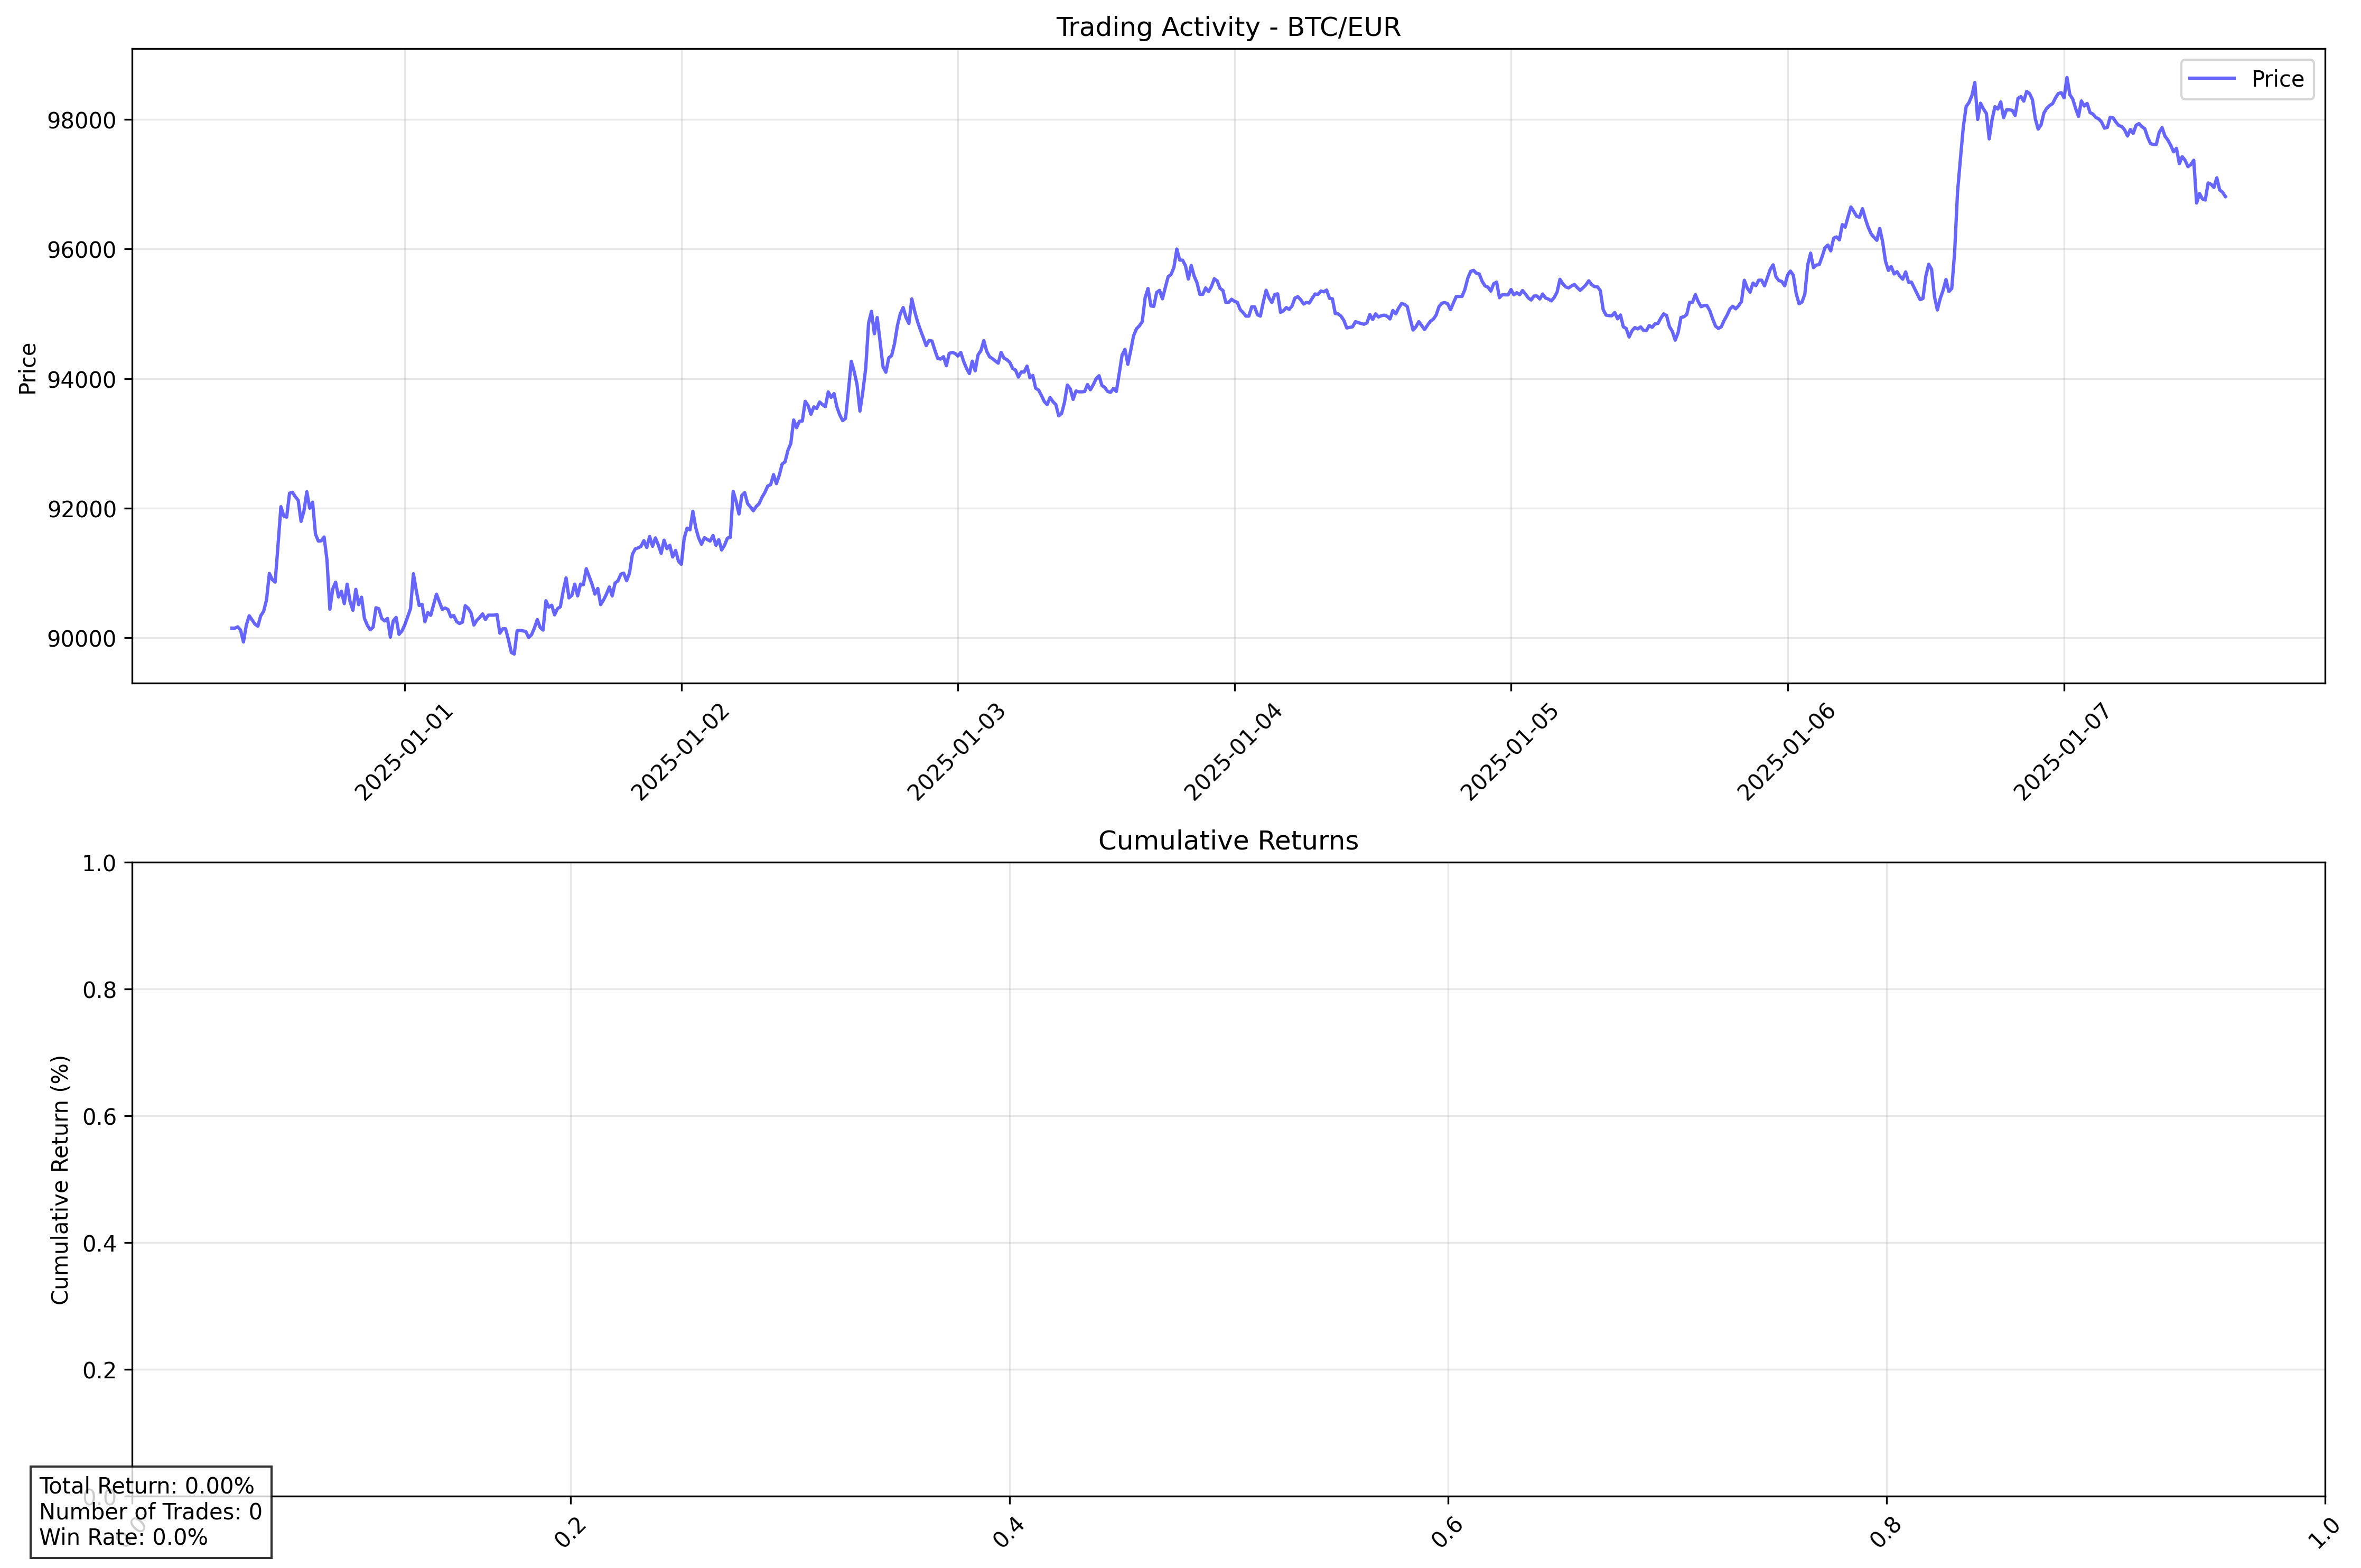 Trading Activity - BTC/EUR
Price
98000
96000
94000
92000
90000
Price
2025-01-01
2025-01-02
2025-01-03
2025-01-04
2025-01-05
2025-01-06
2025-01-07
Cumulative Returns
Cumulative Return (%)
1.0
0.8
0.6
0.4
0.2
0.0
0.2
0.4
0.6
0.8
1.0
Total Return: 0.00%
Number of Trades: 0
Win Rate: 0.0%